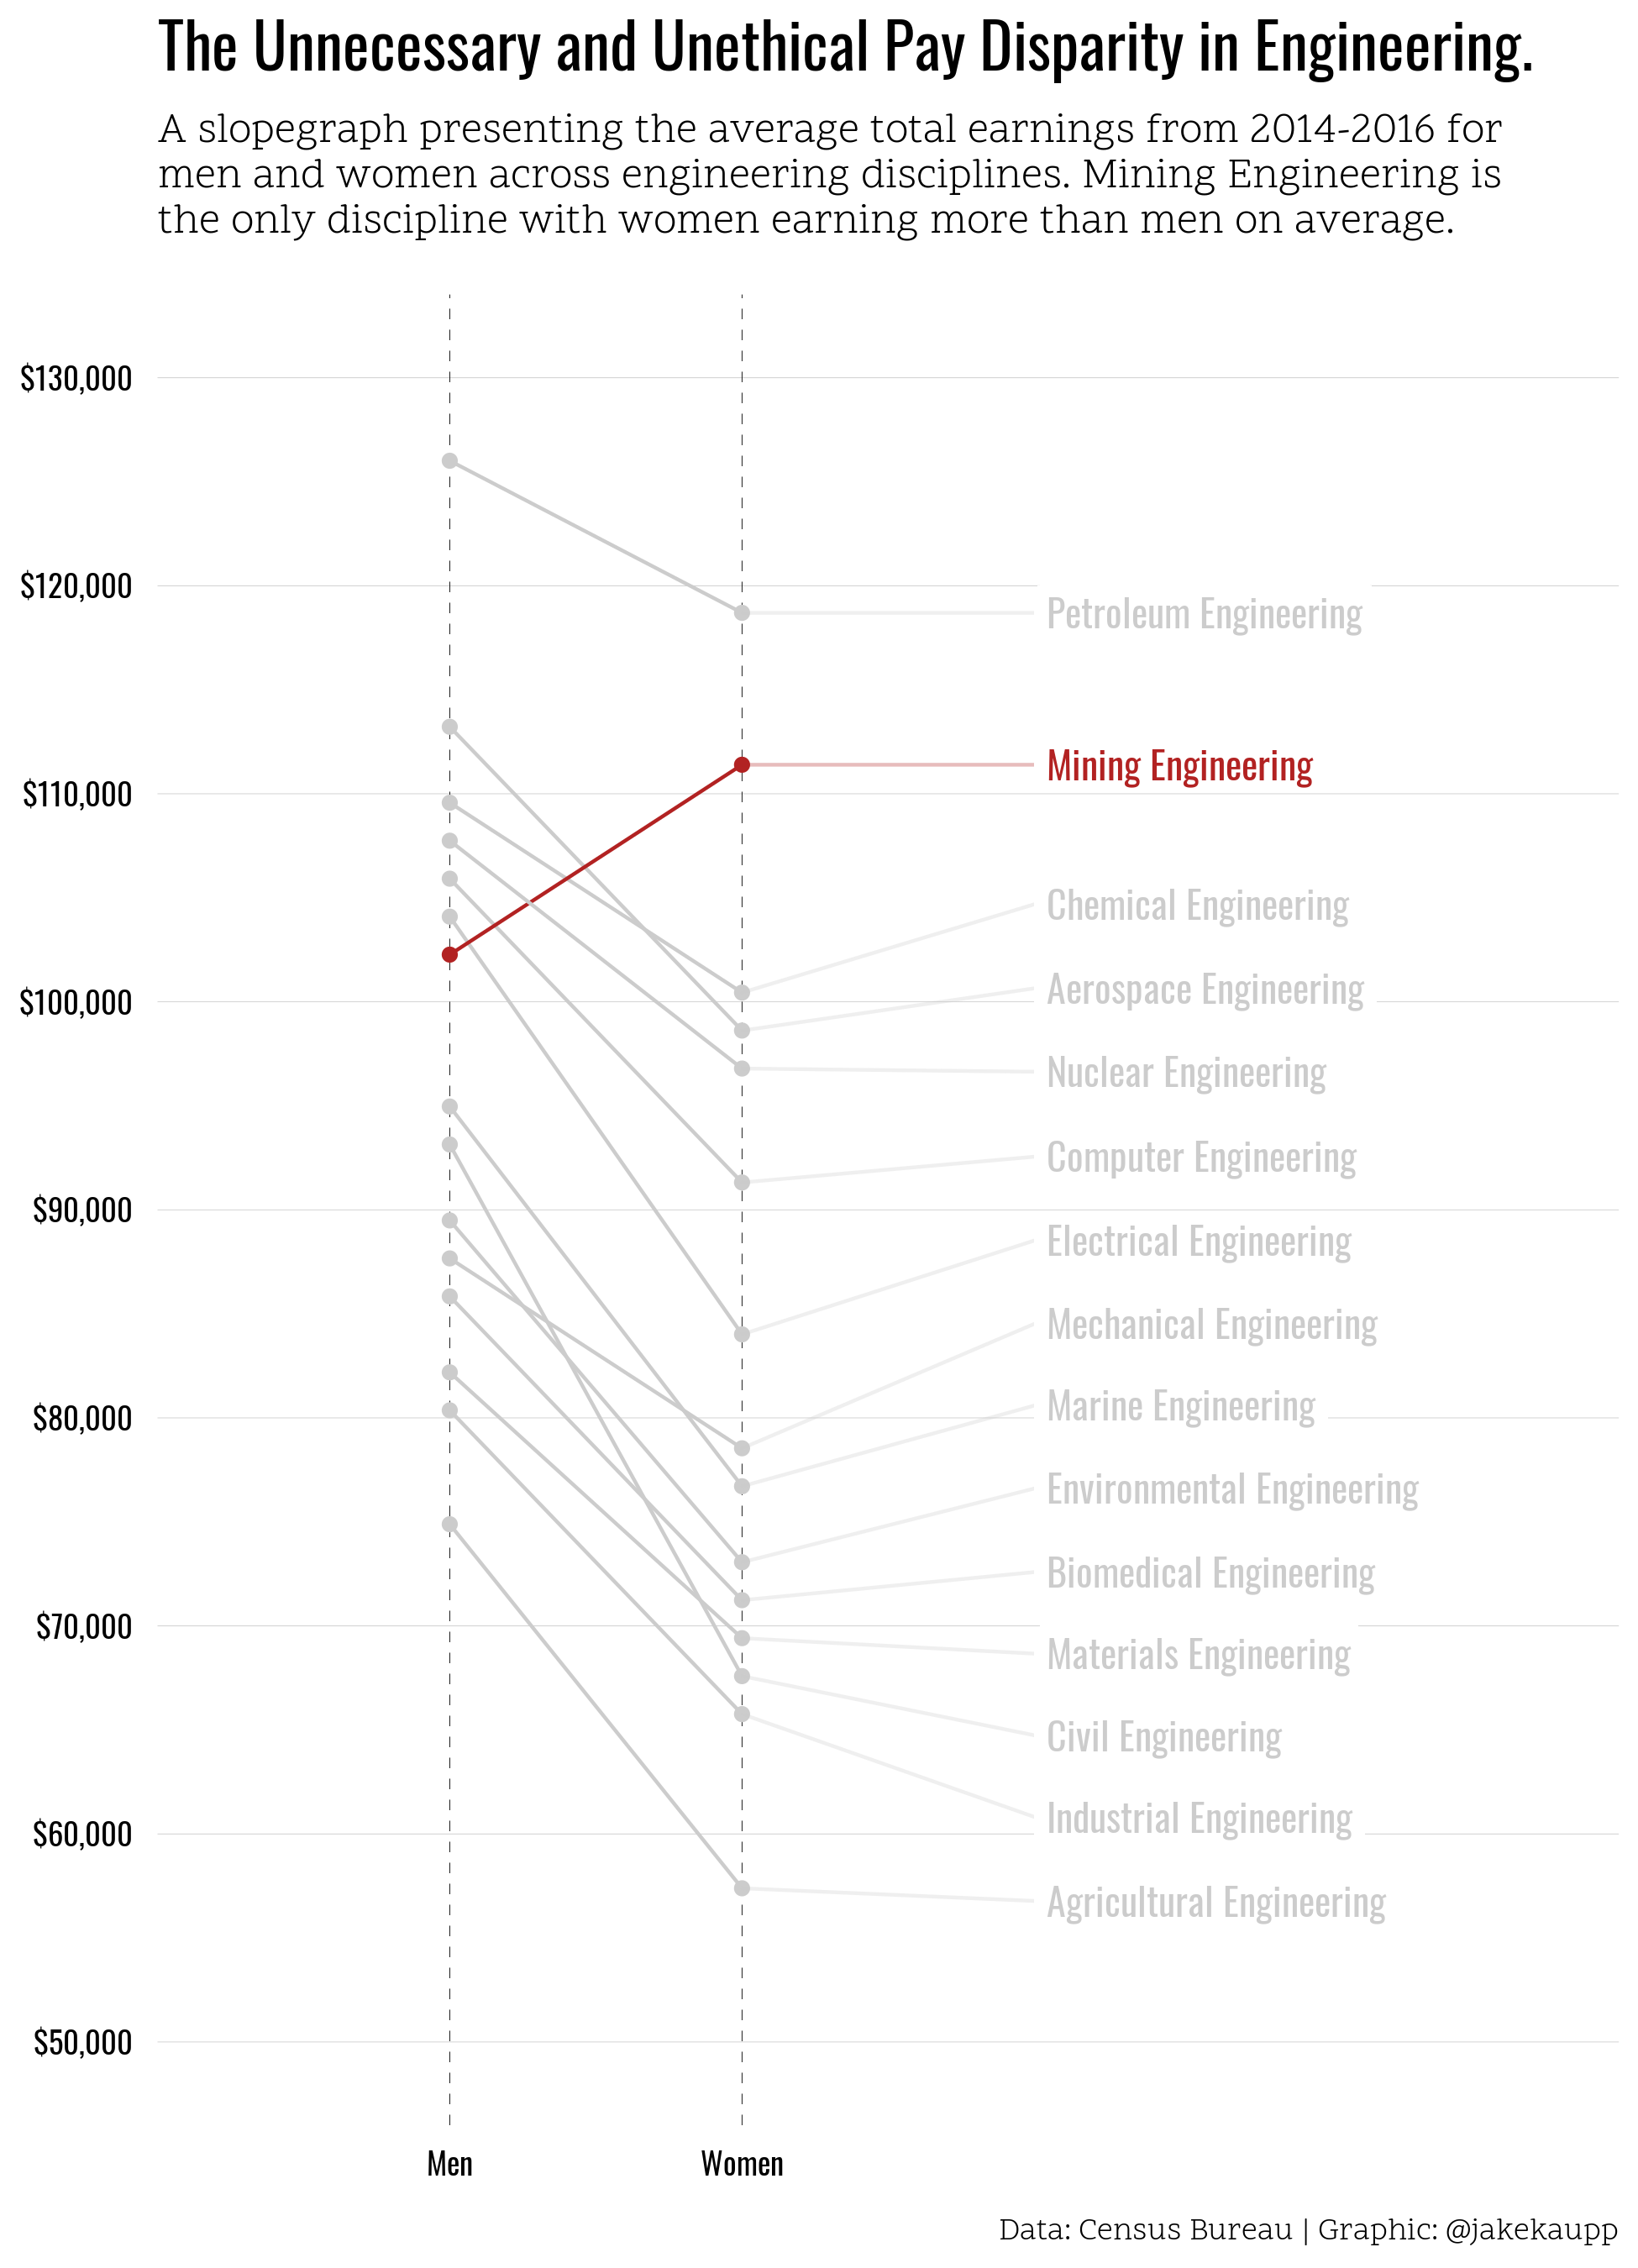 The Unnecessary and Unethical Pay Disparity in Engineering.
A slopegraph presenting the average total earnings from 2014-2016 for
men and women across engineering disciplines. Mining Engineering is
the only discipline with women earning more than men on average.
$130,000
$120,000
Petroleum Engineering
Mining Engineering
$110,000
Chemical Engineering
Aerospace Engineering
$100,000
Nuclear Engineering
Computer Engineering
$90,000
Electrical Engineering
Mechanical Engineering
Marine Engineering
$80,000
Environmental Engineering
Biomedical Engineering
$70,000
Materials Engineering
Civil Engineering
Industrial Engineering
$60,000
Agricultural Engineering
$50,000
Men Women
Data: Census Bureau | Graphic: @jakekaupp